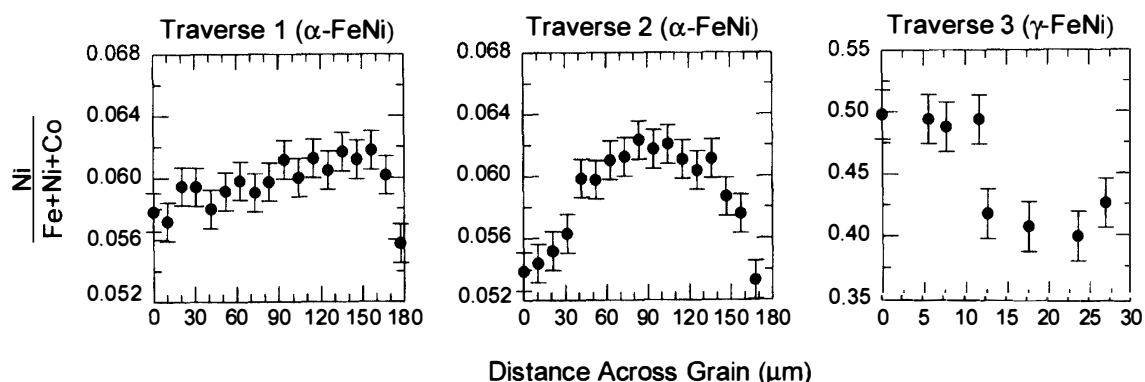 Traverse 1 (α-FeNi)
Traverse 2 (α-FeNi)
Traverse 3 (γ-FeNi)
Ni
Fe+Ni+Co
0.068
0.064
0.060
0.056
0.052
0 30 60 90 120 150 180
0.068
0.064
0.060
0.056
0.052
0 30 60 90 120 150 180
0.55
0.50
0.45
0.40
0.35
0 5 10 15 20 25 30
Distance Across Grain (μm)